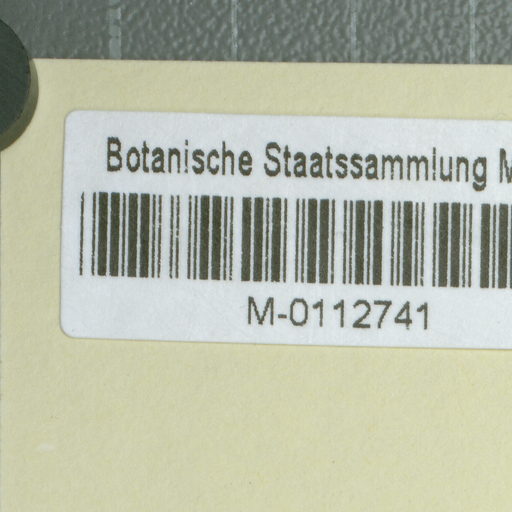 Botanische Staatssammlung M
M-0112741